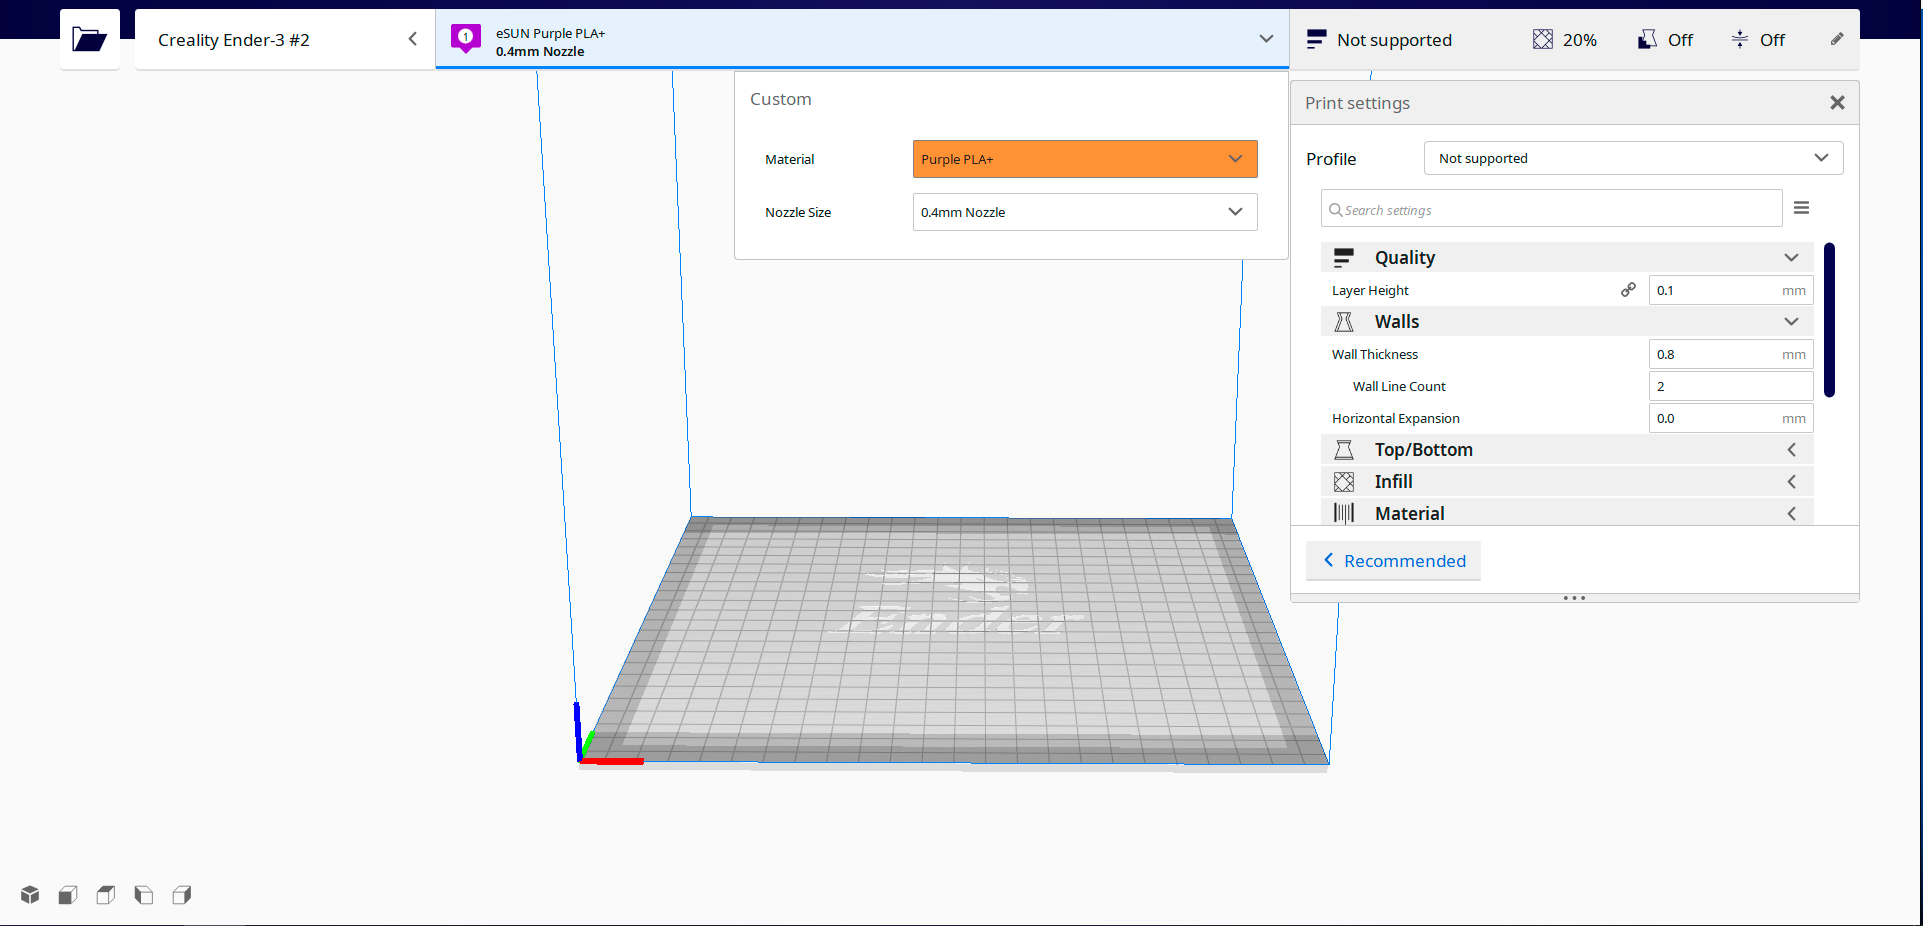 Creality Ender-3 #2
1
eSUN Purple PLA+
0.4mm Nozzle
Not supported
20%
Off
Off
Custom
Material
Purple PLA+
Nozzle Size
0.4mm Nozzle
Print settings
Profile
Not supported
Search settings
Quality
Layer Height
0.1 mm
Walls
Wall Thickness
0.8 mm
Wall Line Count
2
Horizontal Expansion
0.0 mm
Top/Bottom
Infill
Material
Recommended
Ender